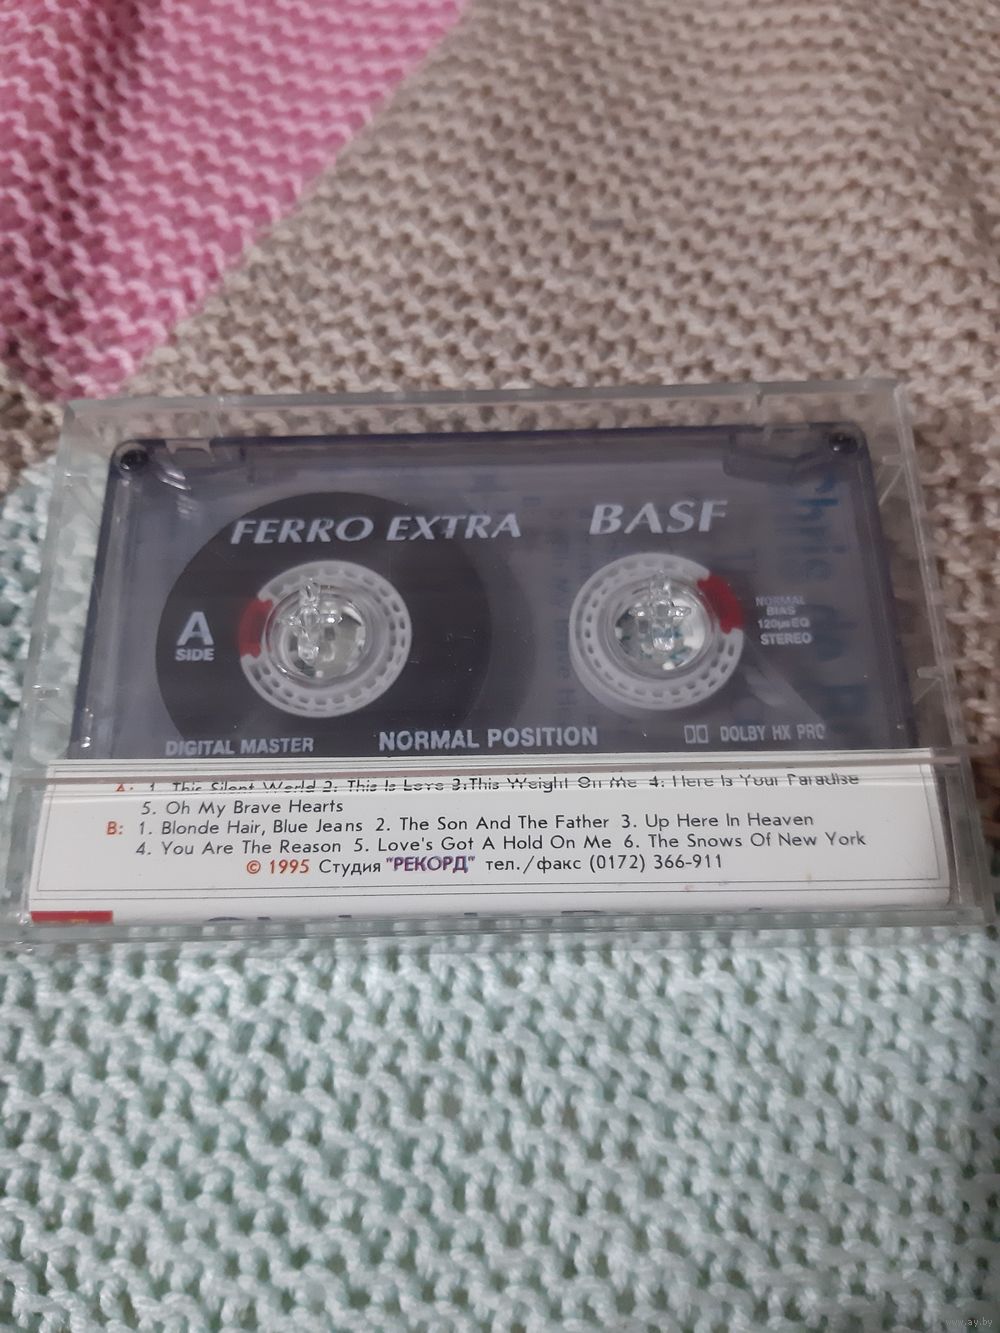 FERRO EXTRA BASF
A
SIDE
NORMAL
BIAS
120µs EQ
STEREO
DIGITAL MASTER NORMAL POSITION DOLBY HX PRO
A: 1. This Silent World 2. This Is Love 3.This Weight On Me 4. Here Is Your Paradise
5. Oh My Brave Hearts
B: 1. Blonde Hair, Blue Jeans 2. The Son And The Father 3. Up Here In Heaven
4. You Are The Reason 5. Love's Got A Hold On Me 6. The Snows Of New York
© 1995 Студия "РЕКОРД" тел./факс (0172) 366-911
www.ay.by